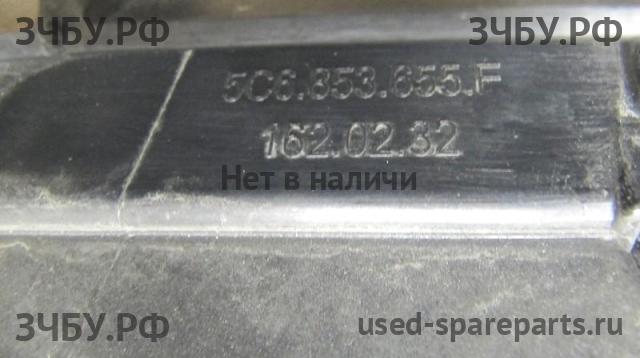 ЗЧБУ.РФ ЗЧБУ.РФ
5C6.853.655.F
162.02.32
Нет в наличи
ЗЧБУ.РФ used-spareparts.ru